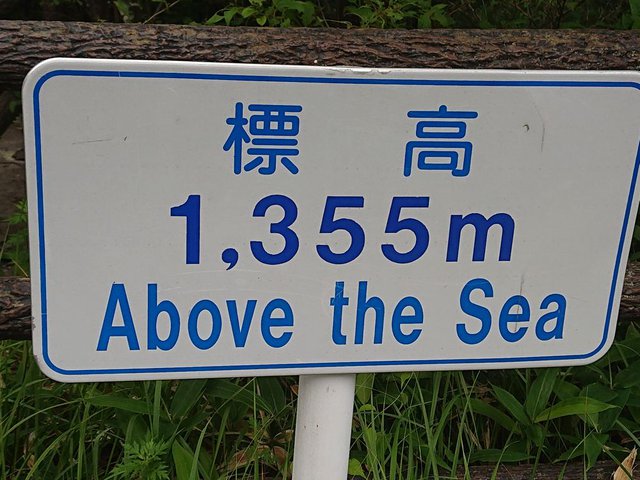 標高
1,355m
Above the Sea